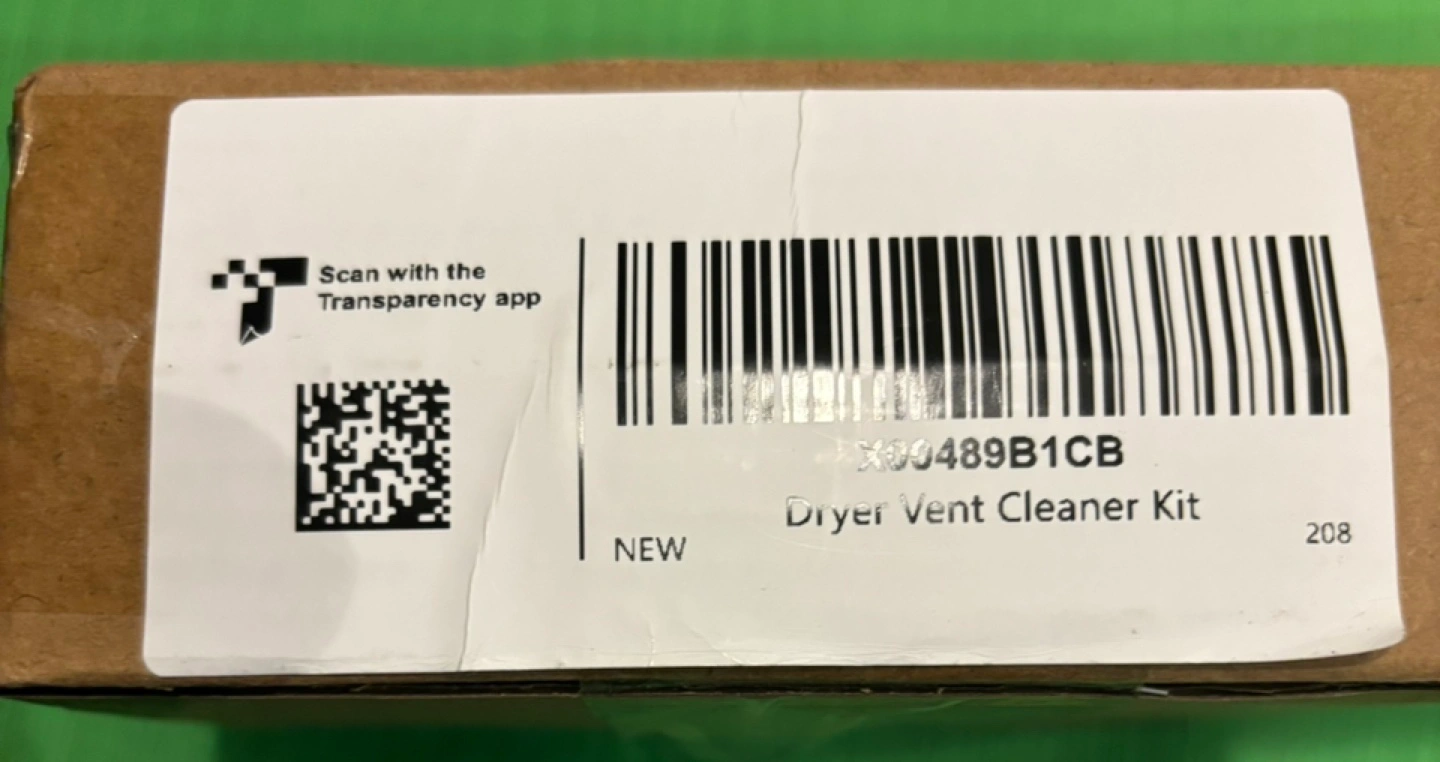 Scan with the
Transparency app
X00489B1CB
Dryer Vent Cleaner Kit
NEW
208